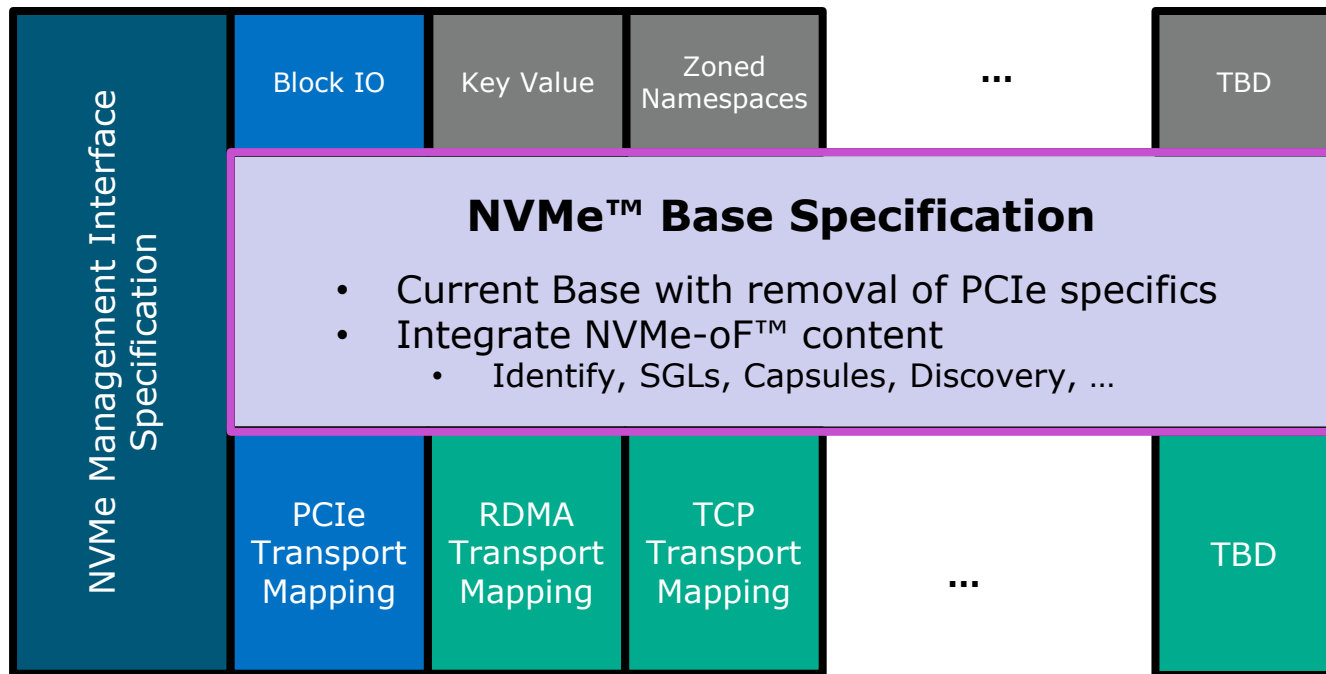 NVMe Management Interface
Specification
Block IO
Key Value
Zoned
Namespaces
...
TBD
NVMe™ Base Specification
• Current Base with removal of PCIe specifics
• Integrate NVMe-oF™ content
• Identify, SGLs, Capsules, Discovery, …
PCIe
Transport
Mapping
RDMA
Transport
Mapping
TCP
Transport
Mapping
...
TBD